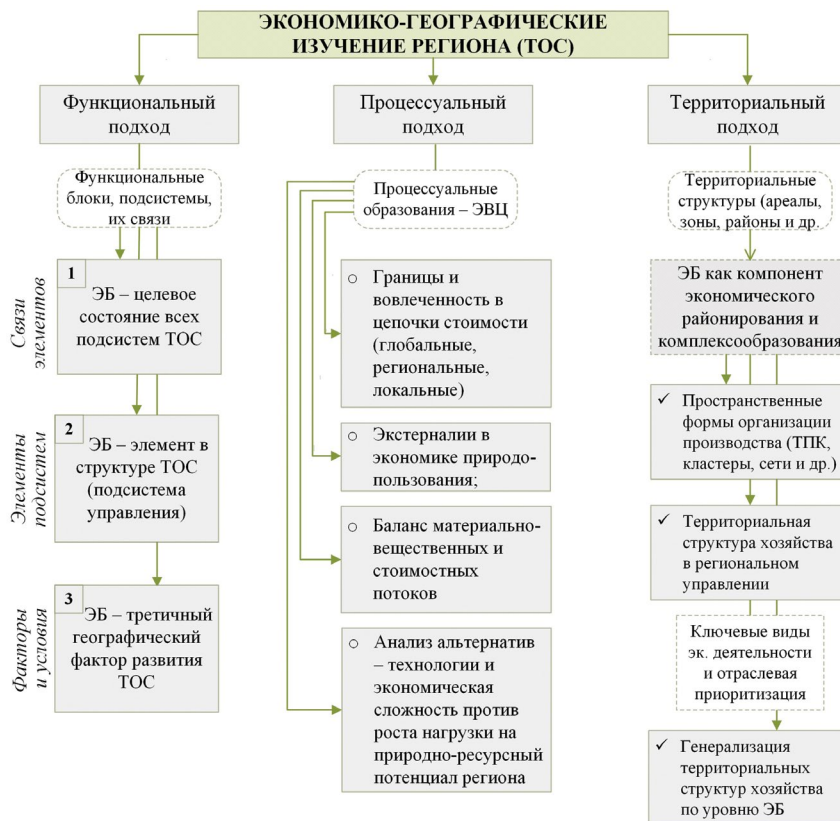 ЭКОНОМИКО-ГЕОГРАФИЧЕСКИЕ
ИЗУЧЕНИЕ РЕГИОНА (ТОС)
Функциональный
подход
Функциональные
блоки, подсистемы,
их связи
Связи
элементов
1
ЭБ – целевое
состояние всех
подсистем ТОС
Элементы
подсистем
2
ЭБ – элемент в
структуре ТОС
(подсистема
управления)
Факторы
и условия
3
ЭБ – третичный
географический
фактор развития
ТОС
Процессуальный
подход
Процессуальные
образования – ЭВЦ
○ Границы и
вовлеченность в
цепочки стоимости
(глобальные,
региональные,
локальные)
○ Экстерналии в
экономике природо-
пользования;
○ Баланс материально-
вещественных и
стоимостных
потоков
○ Анализ альтернатив
– технологии и
экономическая
сложность против
роста нагрузки на
природно-ресурсный
потенциал региона
Территориальный
подход
Территориальные
структуры (ареалы,
зоны, районы и др.
ЭБ как компонент
экономического
районирования и
комплексообразования
✓ Пространственные
формы организации
производства (ТПК,
кластеры, сети и др.)
✓ Территориальная
структура хозяйства
в региональном
управлении
Ключевые виды
эк. деятельности
и отраслевая
приоритизация
✓ Генерализация
территориальных
структур хозяйства
по уровню ЭБ